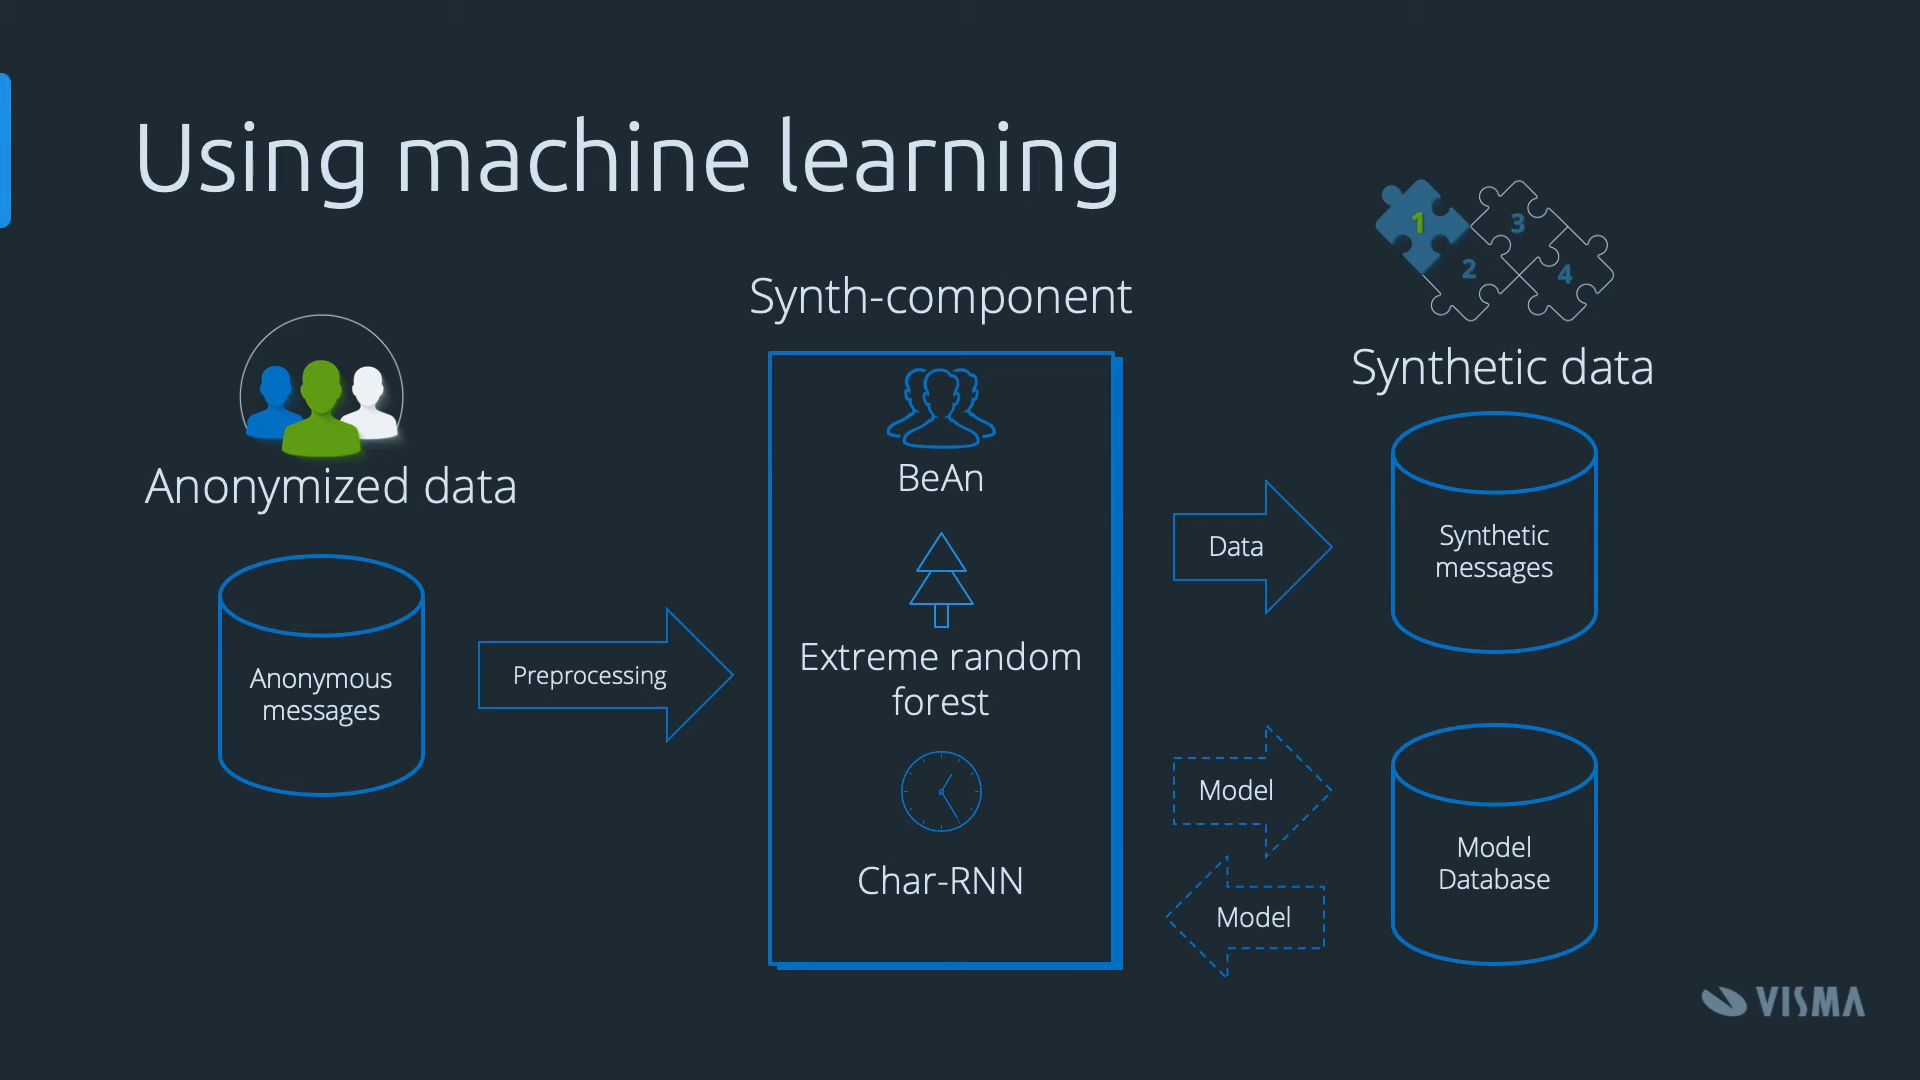 Using machine learning
1
3
2
4
Synth-component
Synthetic data
Anonymized data
BeAn
Data
Synthetic
messages
Extreme random
forest
Anonymous
messages
Preprocessing
Model
Model
Database
Char-RNN
Model
VISMA